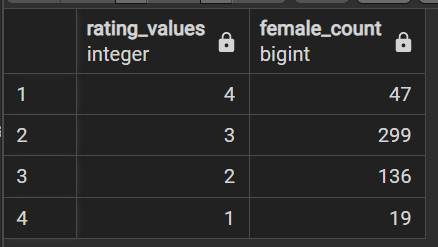 rating_values female_count
integer bigint
1 4 47
2 3 299
3 2 136
4 1 19